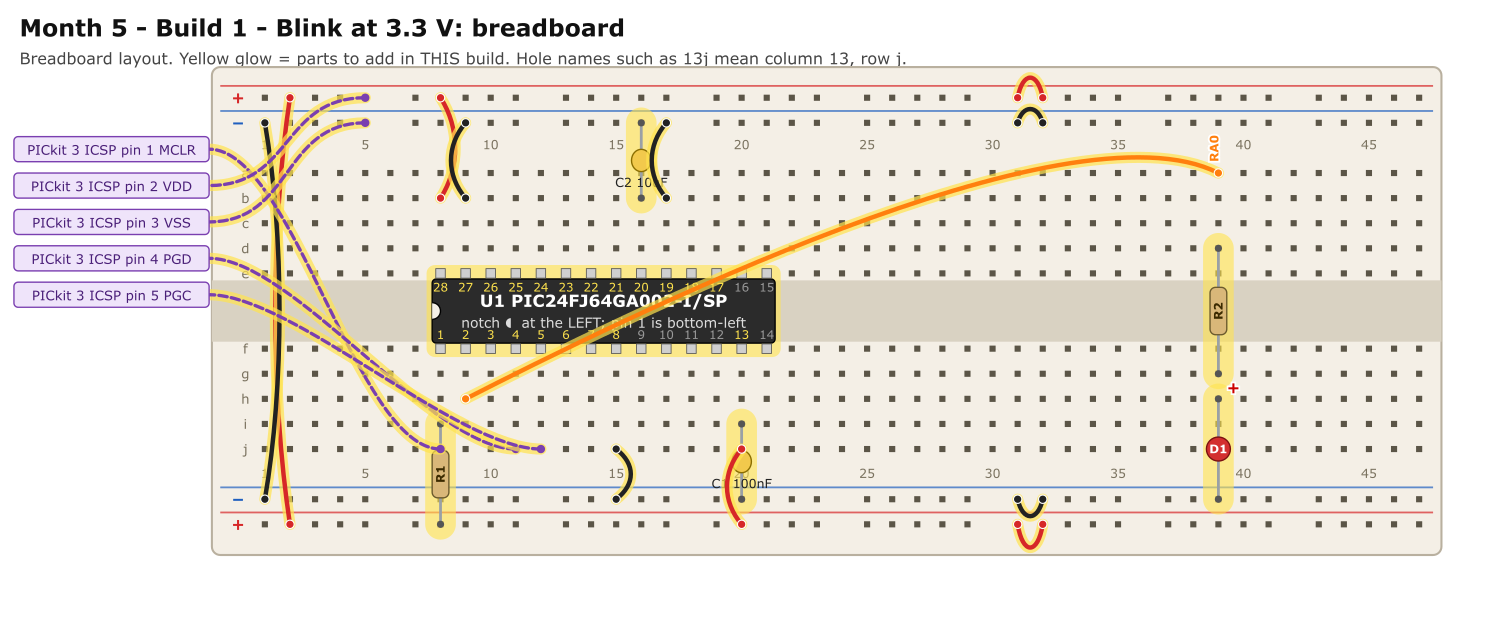 Month 5 - Build 1 - Blink at 3.3 V: breadboard
Breadboard layout. Yellow glow = parts to add in THIS build. Hole names such as 13j mean column 13, row j.
+
−
5 10 15 20 25 30 35 40 45
RA0
PICkit 3 ICSP pin 1 MCLR
PICkit 3 ICSP pin 2 VDD
PICkit 3 ICSP pin 3 VSS
PICkit 3 ICSP pin 4 PGD
PICkit 3 ICSP pin 5 PGC
C2
b
c
d
e
28 27 26 25 24 23 22 21 20 19 18 17 16 15
U1 PIC24FJ64GA002-I/SP
notch ◖ at the LEFT: pin 1 is bottom-left
1 2 3 4 5 6 7 8 9 10 11 12 13 14
R2
f
g
h
i
j
+
D1
R1
5 10 15 25 30 35 40 45
100nF
−
+